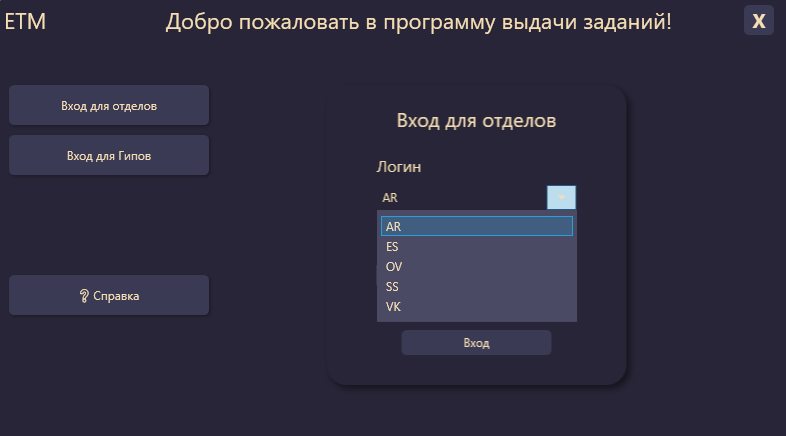 ETM
Добро пожаловать в программу выдачи заданий!
X
Вход для отделов
Вход для Гипов
? Справка
Вход для отделов
Логин
AR
AR
ES
OV
SS
VK
Вход